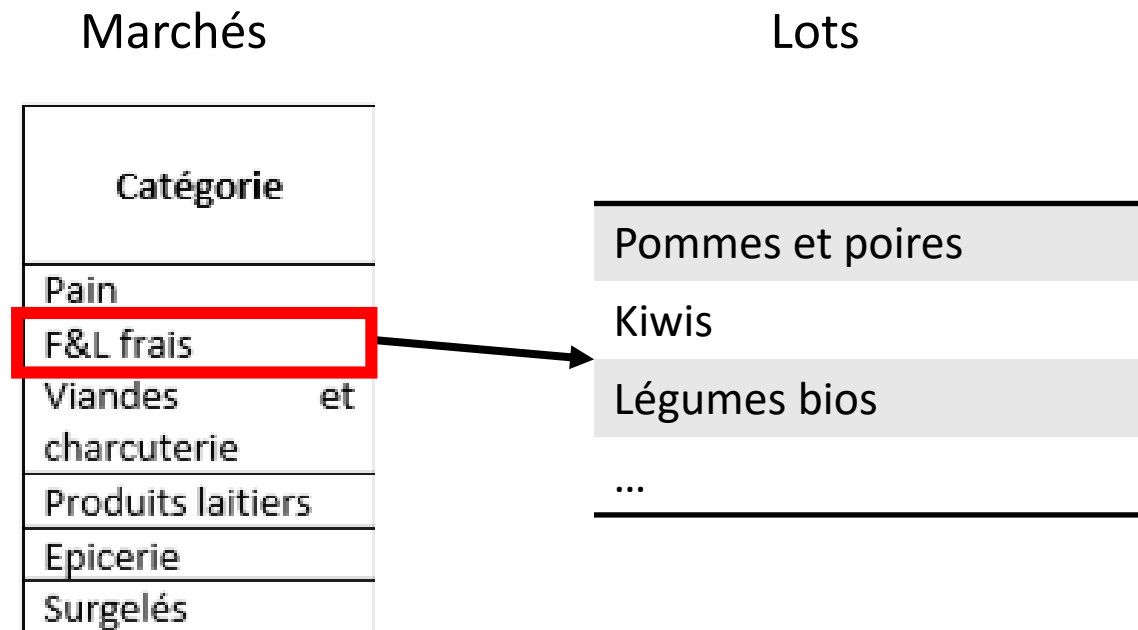 Marchés
Lots
Catégorie
Pain
F&L frais
Viandes et
charcuterie
Produits laitiers
Epicerie
Surgelés
Pommes et poires
Kiwis
Légumes bios
...